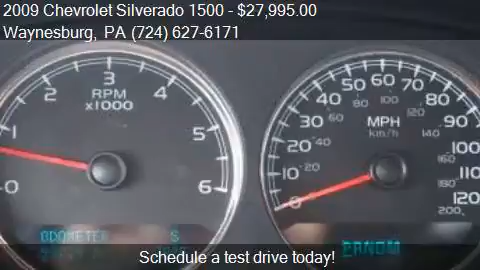 2009 Chevrolet Silverado 1500 - $27,995.00
Waynesburg, PA (724) 627-6171
0 1 2 3 4 5 6
RPM
x1000
0 10 20 30 40 50 60 70 80 90 100 110 120
20 40 60 80 100 120 140 160 180 200
MPH
km/h
ODOMETER S
PRNDM
Schedule a test drive today!